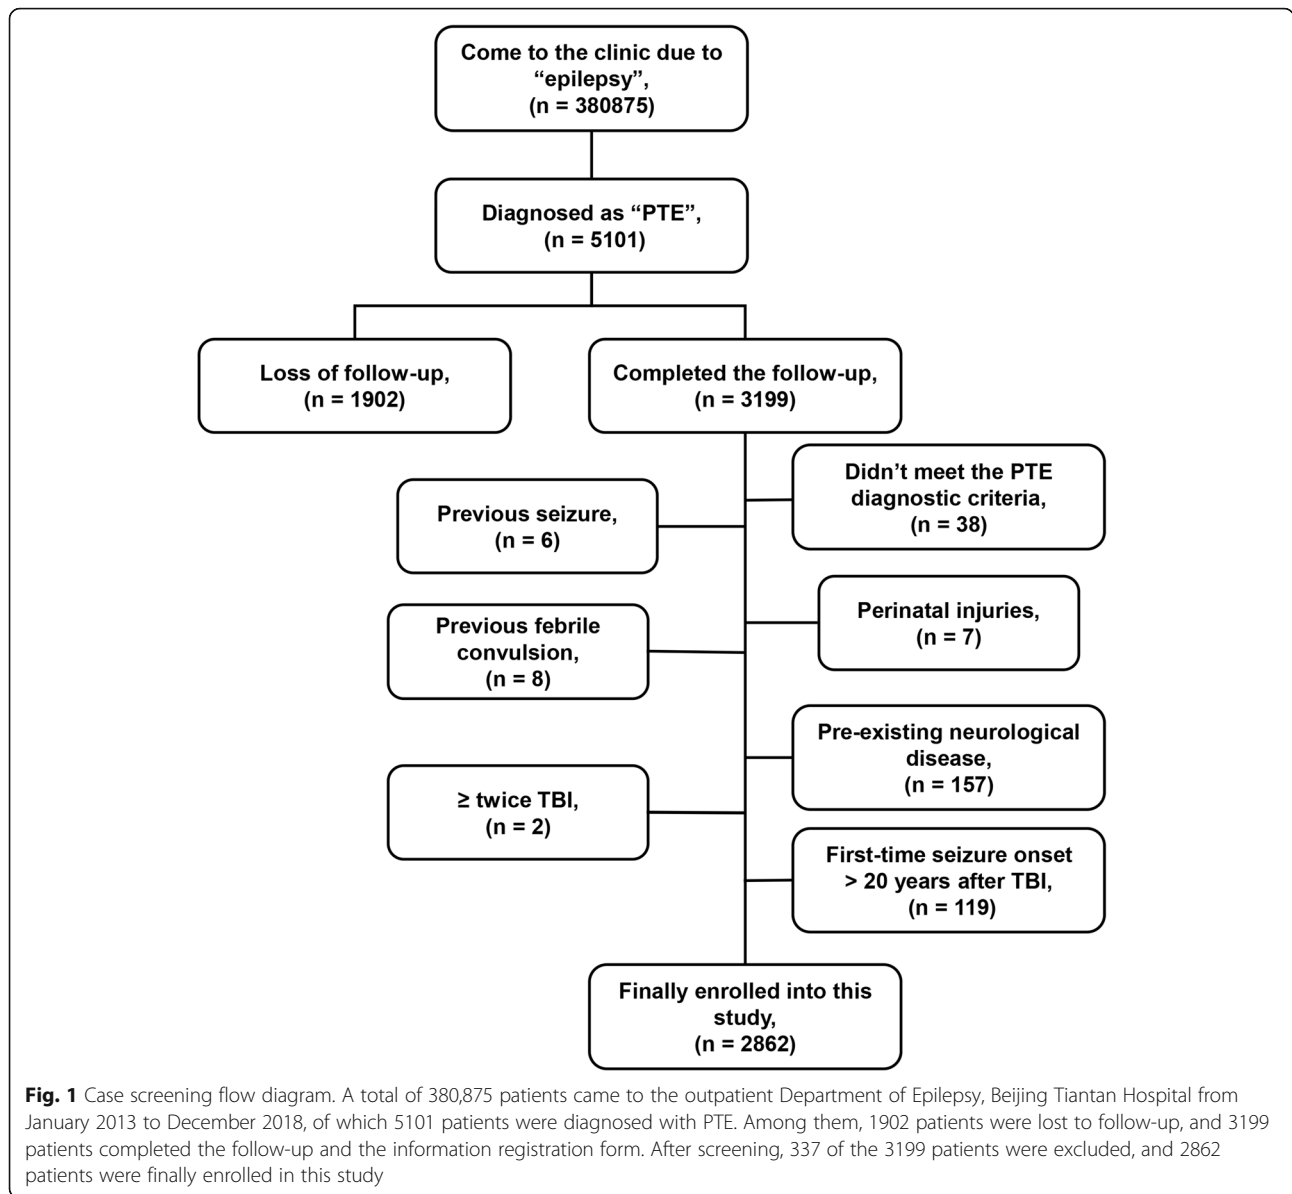 Come to the clinic due to
“epilepsy”,
(n = 380875)
Diagnosed as “PTE”,
(n = 5101)
Loss of follow-up,
(n = 1902)
Completed the follow-up,
(n = 3199)
Didn’t meet the PTE
diagnostic criteria,
(n = 38)
Previous seizure,
(n = 6)
Perinatal injuries,
(n = 7)
Previous febrile
convulsion,
(n = 8)
Pre-existing neurological
disease,
(n = 157)
≥ twice TBI,
(n = 2)
First-time seizure onset
> 20 years after TBI,
(n = 119)
Finally enrolled into this
study,
(n = 2862)
Fig. 1 Case screening flow diagram. A total of 380,875 patients came to the outpatient Department of Epilepsy, Beijing Tiantan Hospital from
January 2013 to December 2018, of which 5101 patients were diagnosed with PTE. Among them, 1902 patients were lost to follow-up, and 3199
patients completed the follow-up and the information registration form. After screening, 337 of the 3199 patients were excluded, and 2862
patients were finally enrolled in this study